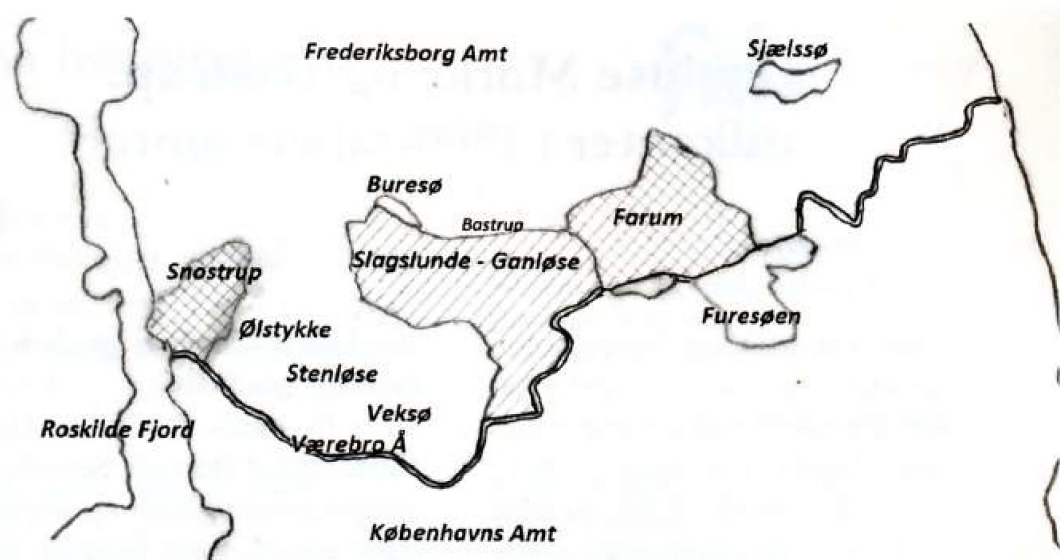 Frederiksborg Amt
Sjælssø
Buresø
Bastrup
Farum
Slagslunde - Ganløse
Snostrup
Furesøen
Ølstykke
Stenløse
Veksø
Roskilde Fjord
Værebro Å
Københavns Amt